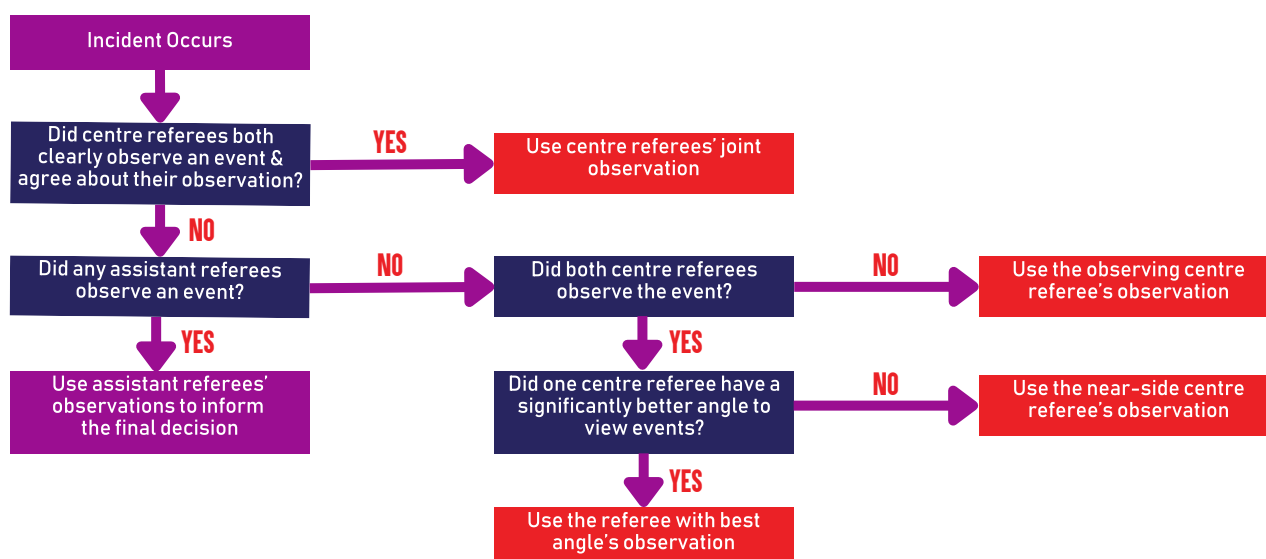 Incident Occurs
Did centre referees both
clearly observe an event &
agree about their observation?
YES
Use centre referees' joint
observation
NO
Did any assistant referees
observe an event?
NO
Did both centre referees
observe the event?
NO
Use the observing centre
referee's observation
YES
Use assistant referees'
observations to inform
the final decision
YES
Did one centre referee have a
significantly better angle to
view events?
NO
Use the near-side centre
referee's observation
YES
Use the referee with best
angle's observation